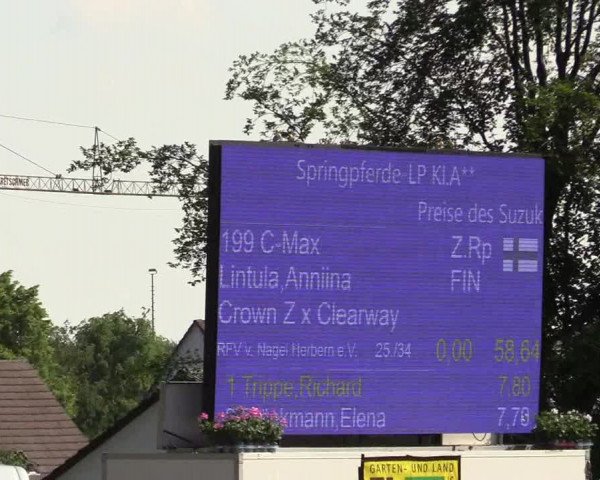 Springpferde-LP Kl.A**
Preise des Suzuk
199 C-Max Z.Rp
Lintula,Anniina FIN
Crown Z x Clearway
RFV v. Nagel Herbern e.V. 25/34 0,00 58,64
1 Trippe,Richard 7,80
kmann,Elena 7,70
GARTEN- UND LAND